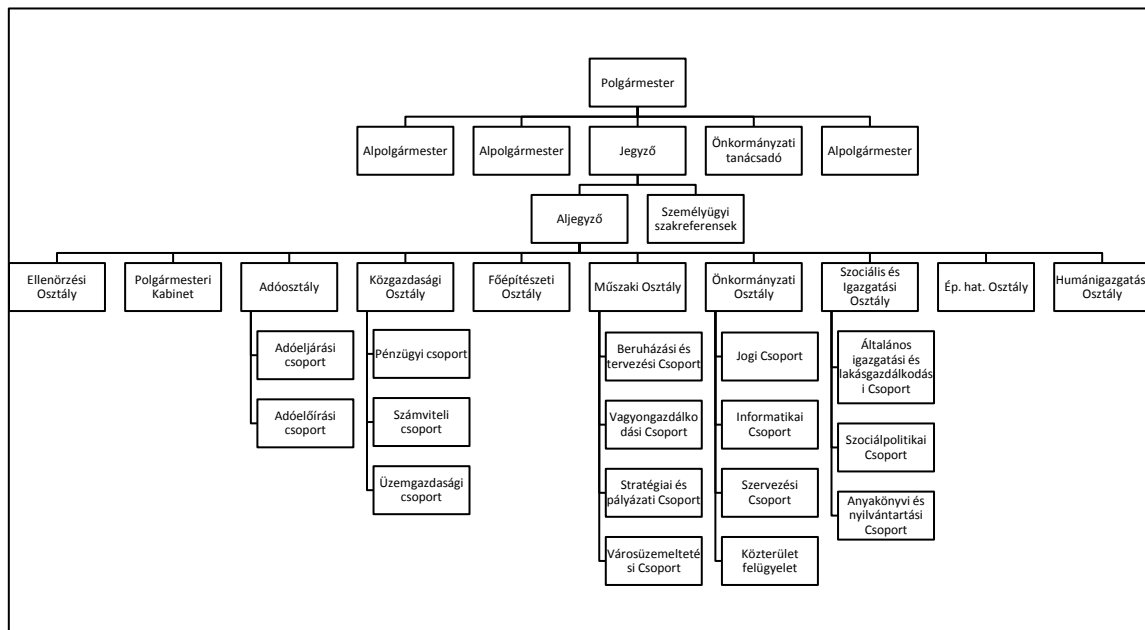 Polgármester
Alpolgármester
Alpolgármester
Jegyző
Önkormányzati
tanácsadó
Alpolgármester
Aljegyző
Személyügyi
szakreferensek
Ellenörzési
Osztály
Polgármesteri
Kabinet
Adóosztály
Közgazdasági
Osztály
Főépítészeti
Osztály
Műszaki Osztály
Önkormányzati
Osztály
Szociális és
Igazgatási
Osztály
Ép. hat. Osztály
Humánigazgatás
Osztály
Adóeljárási
csoport
Adóelőírási
csoport
Pénzügyi csoport
Számviteli
csoport
Üzemgazdasági
csoport
Beruházási és
tervezési Csoport
Vagyongazdálko
dási Csoport
Stratégiai és
pályázati Csoport
Városüzemelteté
si Csoport
Jogi Csoport
Informatikai
Csoport
Szervezési
Csoport
Közterület
felügyelet
Általános
igazgatási és
lakásgazdálkodás
i Csoport
Szociálpolitikai
Csoport
Anyakönyvi és
nyilvántartási
Csoport